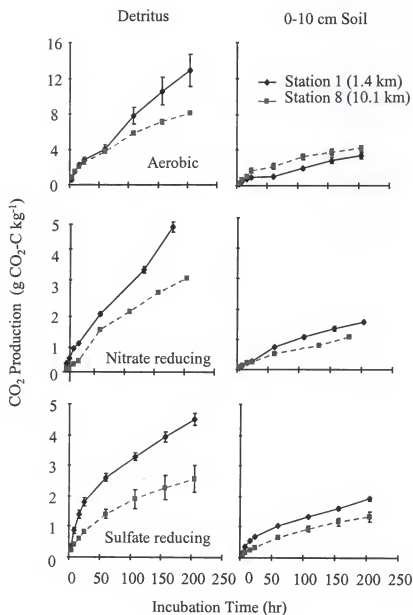 Detritus
0-10 cm Soil
CO2 Production (g CO2-C kg-1)
16
12
8
4
0
Aerobic
Station 1 (1.4 km)
Station 8 (10.1 km)
5
4
3
2
1
0
Nitrate reducing
5
4
3
2
1
0
Sulfate reducing
0 50 100 150 200 250
0 50 100 150 200 250
Incubation Time (hr)